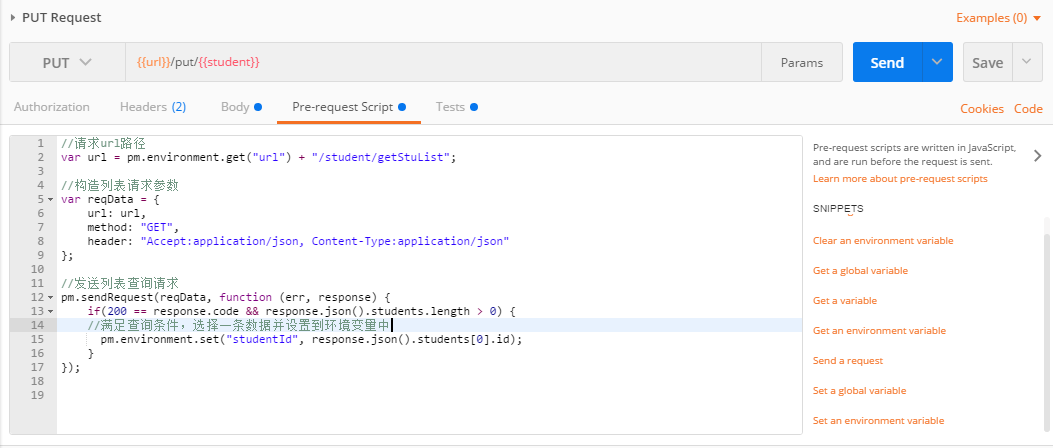 PUT Request
Examples (0)
PUT
{{url}}/put/{{student}}
Params
Send
Save
Authorization
Headers (2)
Body
Pre-request Script
Tests
Cookies Code
1 //请求url路径
2 var url = pm.environment.get("url") + "/student/getStuList";
3
4 //构造列表请求参数
5 var reqData = {
6 url: url,
7 method: "GET",
8 header: "Accept:application/json, Content-Type:application/json"
9 };
10
11 //发送列表查询请求
12 pm.sendRequest(reqData, function (err, response) {
13 if(200 == response.code && response.json().students.length > 0) {
14 //满足查询条件，选择一条数据并设置到环境变量中
15 pm.environment.set("studentId", response.json().students[0].id);
16 }
17 });
18
19
Pre-request scripts are written in JavaScript,
and are run before the request is sent.
Learn more about pre-request scripts
SNIPPETS
Clear an environment variable
Get a global variable
Get a variable
Get an environment variable
Send a request
Set a global variable
Set an environment variable